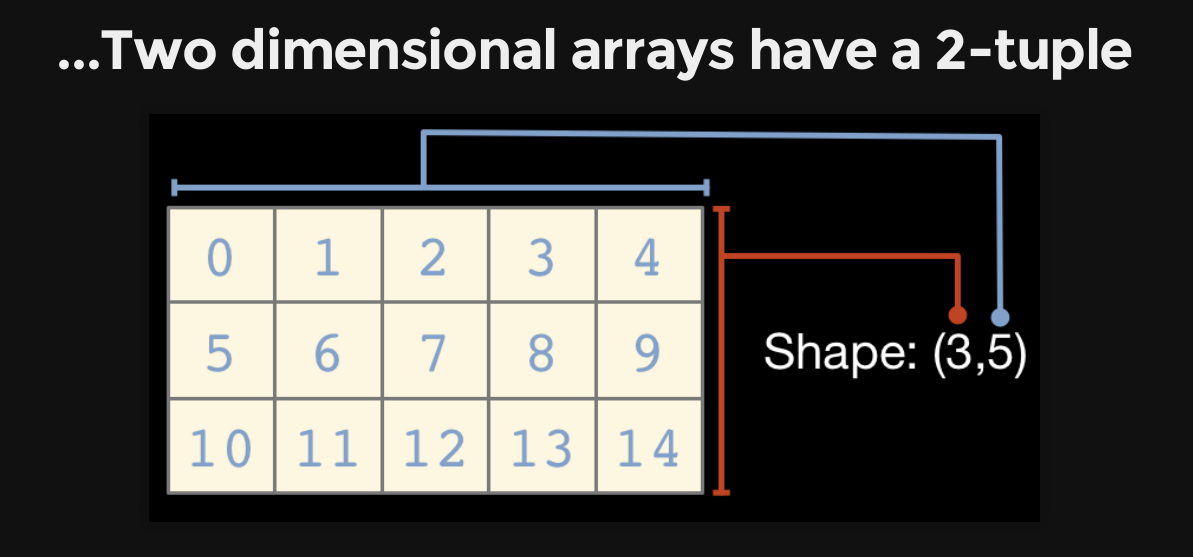 ...Two dimensional arrays have a 2-tuple
0 1 2 3 4
5 6 7 8 9
Shape: (3,5)
10 11 12 13 14